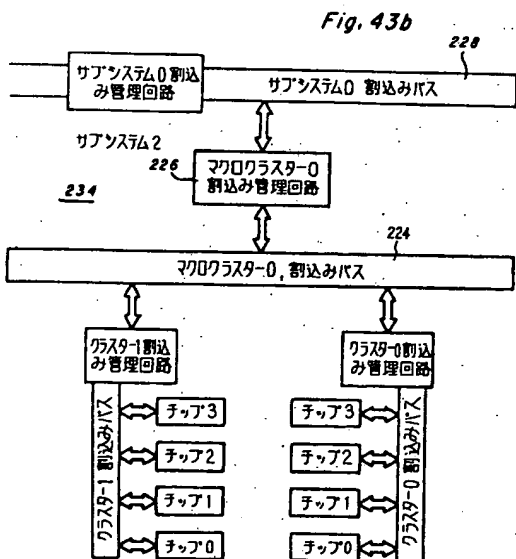 Fig. 43b
228
サブシステム0割込
み管理回路
サブシステム0 割込みバス
サブシステム2
226
マクロクラスター0
割込み管理回路
234
224
マクロクラスター0, 割込みバス
クラスター1割込
み管理回路
クラスター0割込
み管理回路
クラスター1 割込みバス
チップ3
チップ2
チップ1
チップ0
チップ3
チップ2
チップ1
チップ0
クラスター0 割込みバス